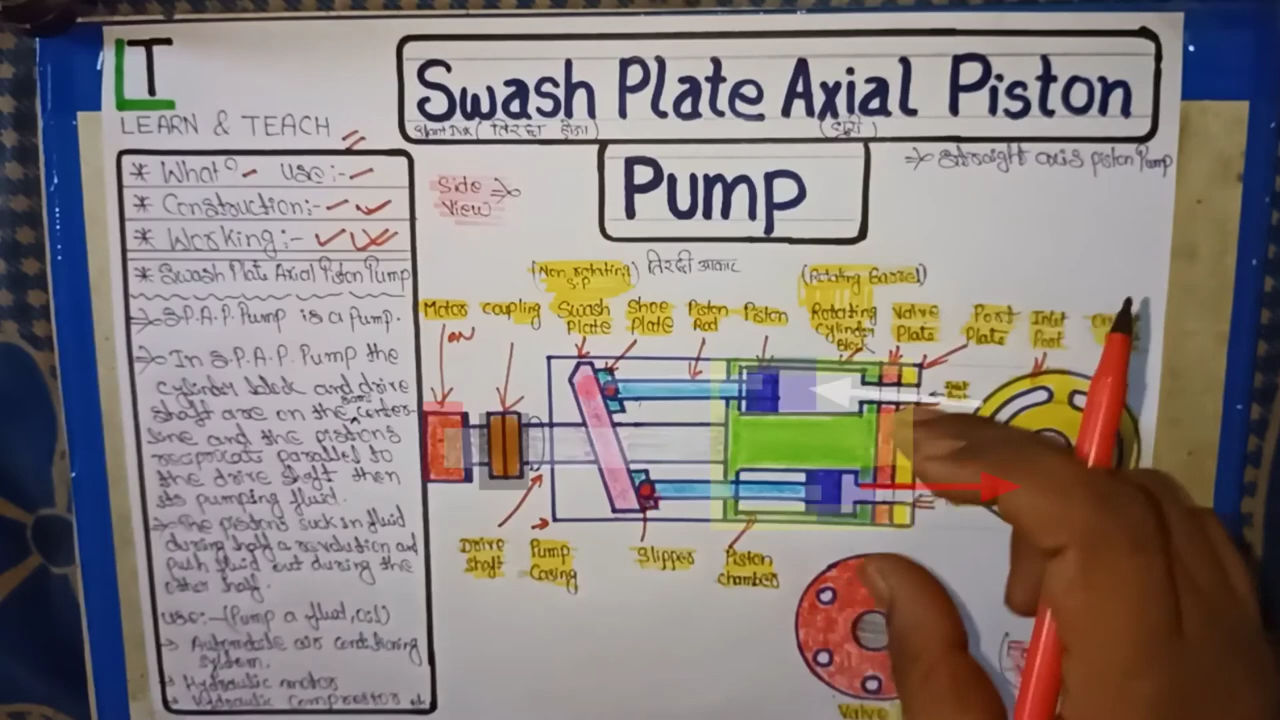 LT
LEARN & TEACH
Swash Plate Axial Piston
Pump
(तिरछा होना)
(धुरी)
⇒ Straight axis piston Pump
* What? use:-
* Construction:-
* Working:-
* Swash Plate Axial Piston Pump
⇒ S.P.A.P. Pump is a Pump.
⇒ In S.P.A.P. Pump the
Cylinder block and drive
shaft are on the same center-
line and the pistons
reciprocate parallel to
the drive shaft then
its pumping fluid.
⇒ The pistons suck in fluid
during half a revolution and
push fluid out during the
other half.
use:- (Pump a fluid, oil)
→ Automobile air conditioning
system.
→ Hydraulic motor
→ Hydraulic compressor
Side
View
(Non rotating
S.P)
तिरछी आकार
(Rotating Barrel)
Motor
ON
Coupling
Swash
Plate
Shoe
Plate
Piston
Rod
Piston
Rotating
Cylinder
Block
Valve
Plate
Port
Plate
Inlet
Port
Inlet
Drive
shaft
Pump
Casing
Slipper
Piston
chamber
Valve